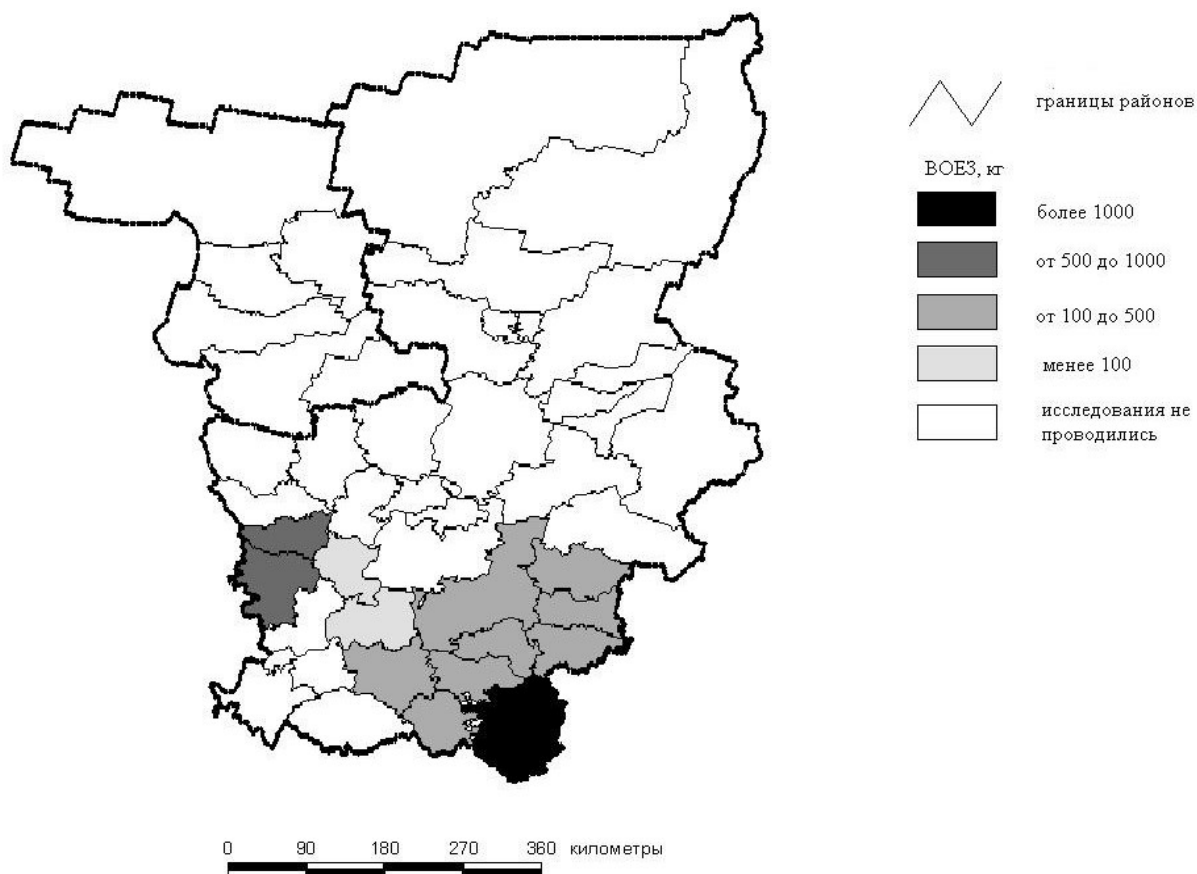 границы районов
ВОЕЗ, кг
более 1000
от 500 до 1000
от 100 до 500
менее 100
исследования не
проводились
0 90 180 270 360 километры